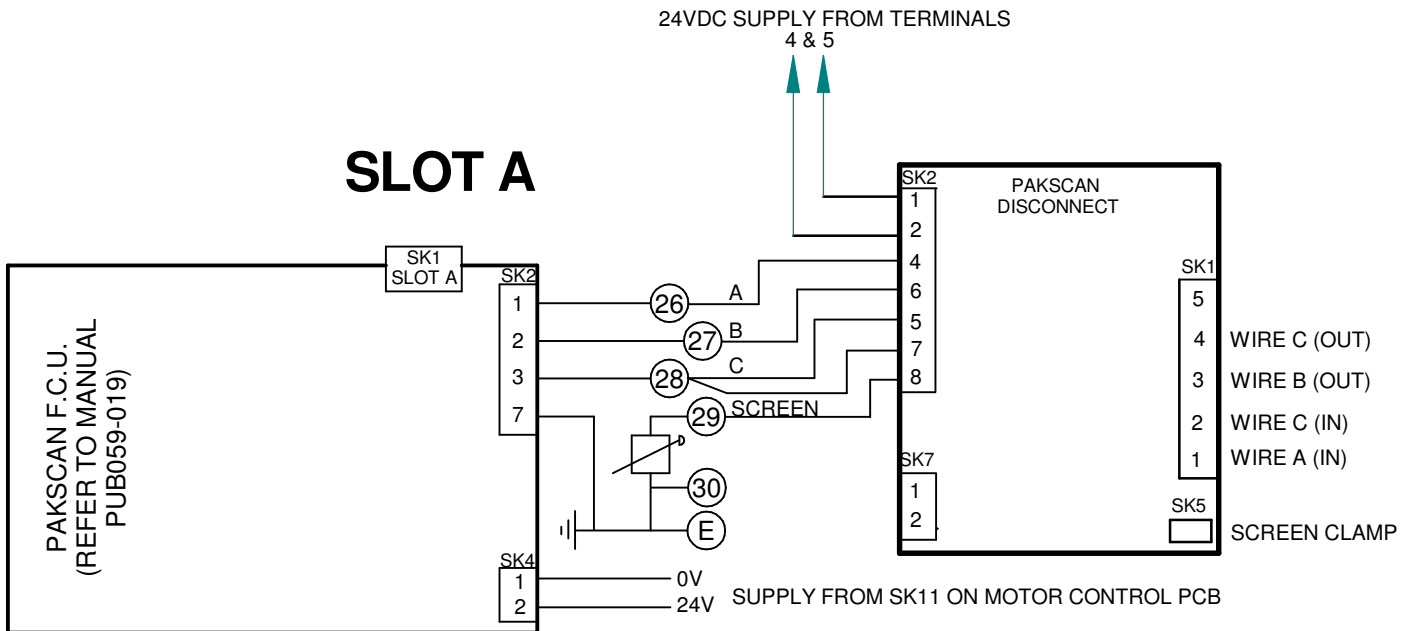 24VDC SUPPLY FROM TERMINALS
4 & 5
SLOT A
SK1
SLOT A
SK2
1
2
3
7
PAKSCAN F.C.U.
(REFER TO MANUAL
PUB059-019)
SK4
1
2
26
A
27
B
28
C
29
SCREEN
30
E
0V
24V
SUPPLY FROM SK11 ON MOTOR CONTROL PCB
SK2
1
2
4
6
5
7
8
PAKSCAN
DISCONNECT
SK7
1
2
SK1
5
4
WIRE C (OUT)
3
WIRE B (OUT)
2
WIRE C (IN)
1
WIRE A (IN)
SK5
SCREEN CLAMP